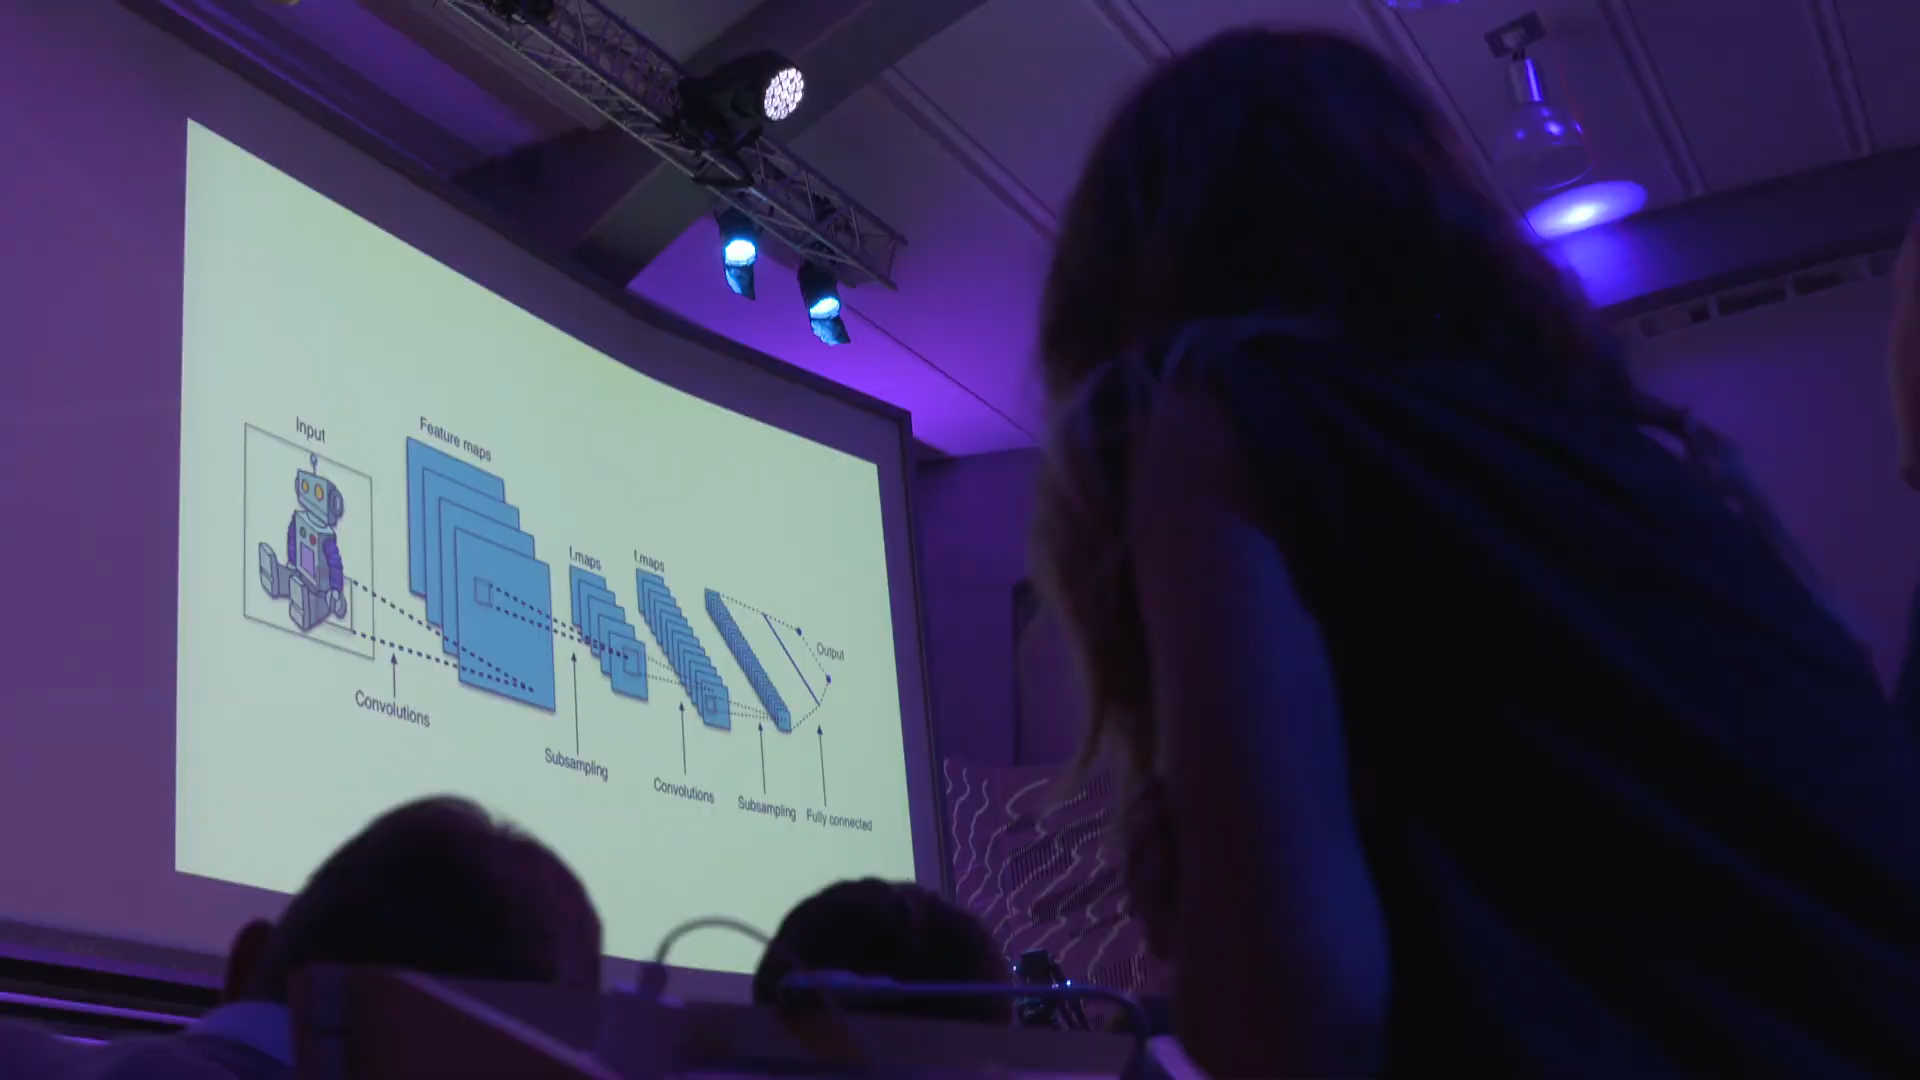 Input
Feature maps
f.maps
f.maps
Output
Convolutions
Subsampling
Convolutions
Subsampling
Fully connected